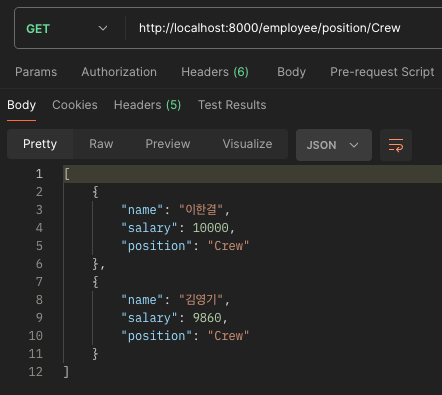 GET http://localhost:8000/employee/position/Crew
Params Authorization Headers (6) Body Pre-request Script
Body Cookies Headers (5) Test Results
Pretty Raw Preview Visualize JSON
1 [
2 {
3 "name": "이한결",
4 "salary": 10000,
5 "position": "Crew"
6 },
7 {
8 "name": "김영기",
9 "salary": 9860,
10 "position": "Crew"
11 }
12 ]